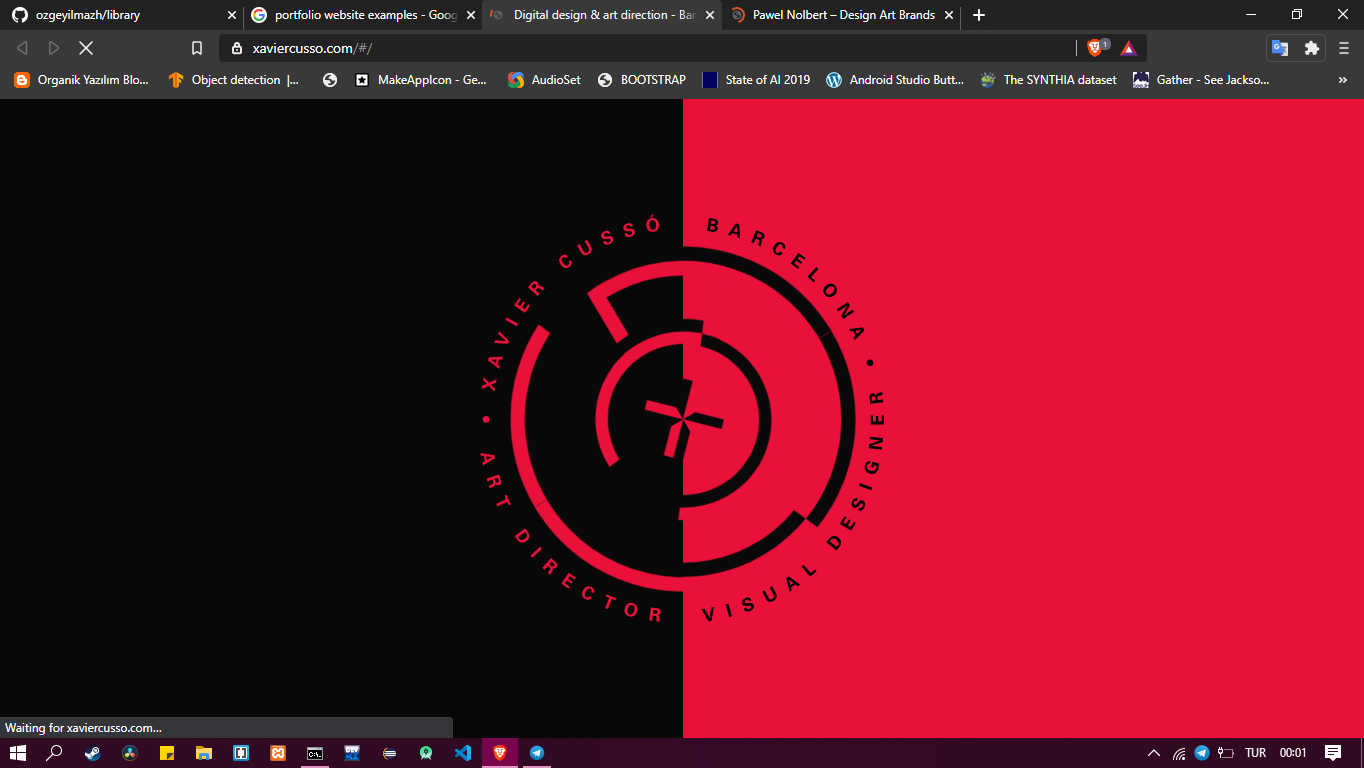 ozgeyilmazh/library
portfolio website examples - Goog
Digital design & art direction - Bar
Pawel Nolbert – Design Art Brands
xaviercusso.com/#/
1
Organik Yazılım Blo...
Object detection |...
MakeAppIcon - Ge...
AudioSet
BOOTSTRAP
State of AI 2019
Android Studio Butt...
The SYNTHIA dataset
Gather - See Jackso...
»
XAVIER CUSSÓ
BARCELONA •
VISUAL DESIGNER
ART DIRECTOR •
Waiting for xaviercusso.com...
TUR
00:01